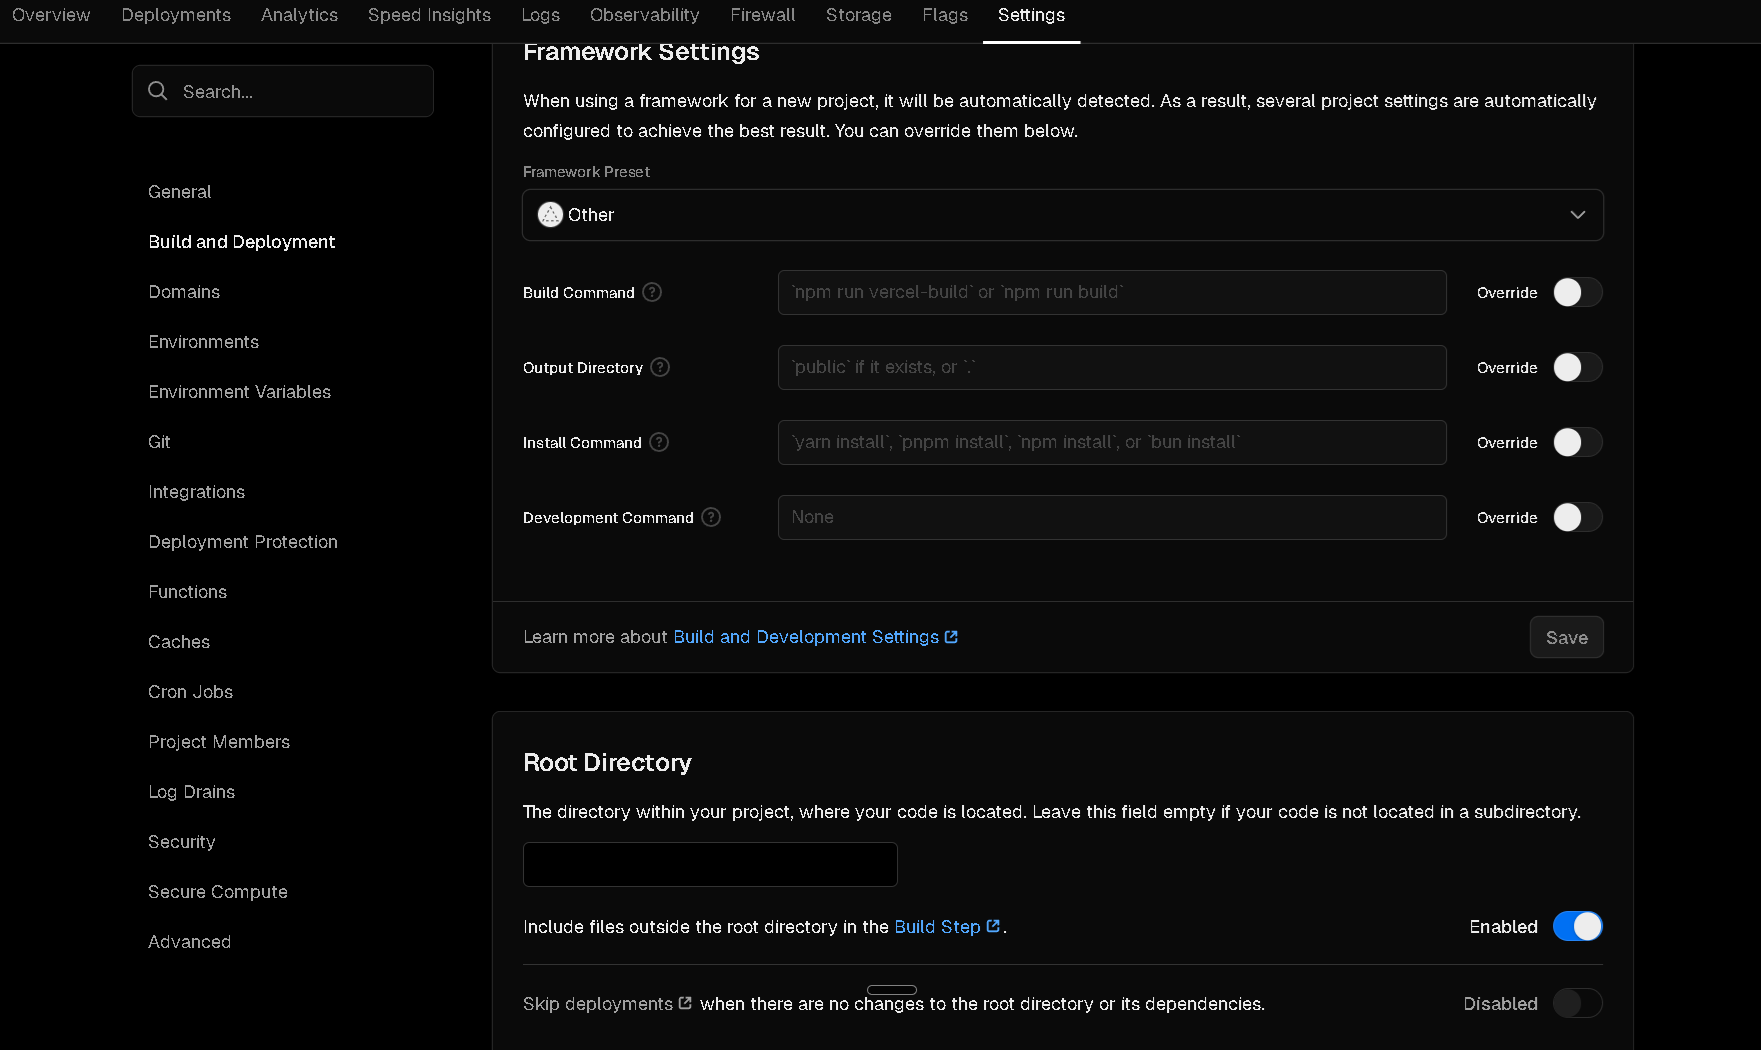 Overview Deployments Analytics Speed Insights Logs Observability Firewall Storage Flags Settings
Search...
General
Build and Deployment
Domains
Environments
Environment Variables
Git
Integrations
Deployment Protection
Functions
Caches
Cron Jobs
Project Members
Log Drains
Security
Secure Compute
Advanced
Framework Settings
When using a framework for a new project, it will be automatically detected. As a result, several project settings are automatically
configured to achieve the best result. You can override them below.
Framework Preset
Other
Build Command ? `npm run vercel-build` or `npm run build` Override
Output Directory ? `public` if it exists, or `.` Override
Install Command ? `yarn install`, `pnpm install`, `npm install`, or `bun install` Override
Development Command ? None Override
Learn more about Build and Development Settings Save
Root Directory
The directory within your project, where your code is located. Leave this field empty if your code is not located in a subdirectory.
Include files outside the root directory in the Build Step . Enabled
Skip deployments when there are no changes to the root directory or its dependencies. Disabled